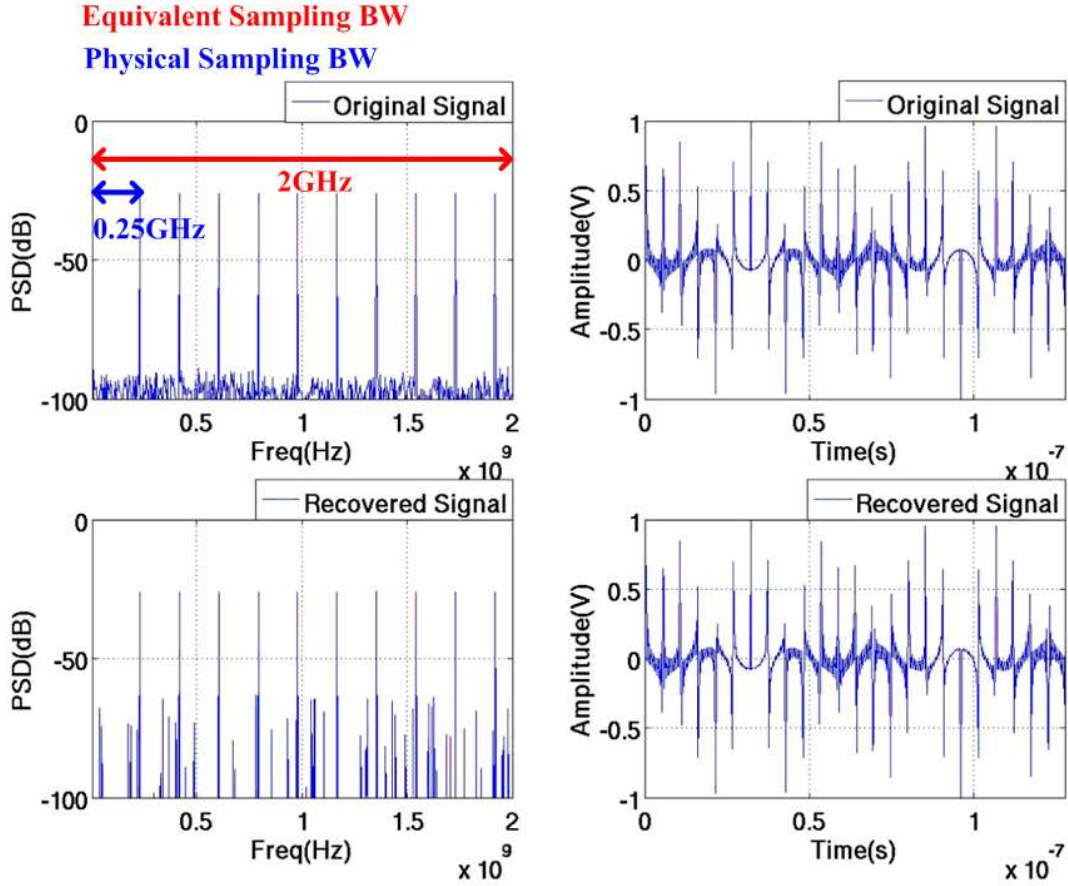 Equivalent Sampling BW
Physical Sampling BW
Original Signal
0
-50
-100
PSD(dB)
2GHz
0.25GHz
0.5
1
1.5
2
Freq(Hz)
x 10^9
Original Signal
1
0.5
0
-0.5
-1
Amplitude(V)
0
0.5
1
Time(s)
x 10^-7
Recovered Signal
0
-50
-100
PSD(dB)
0.5
1
1.5
2
Freq(Hz)
x 10^9
Recovered Signal
1
0.5
0
-0.5
-1
Amplitude(V)
0
0.5
1
Time(s)
x 10^-7